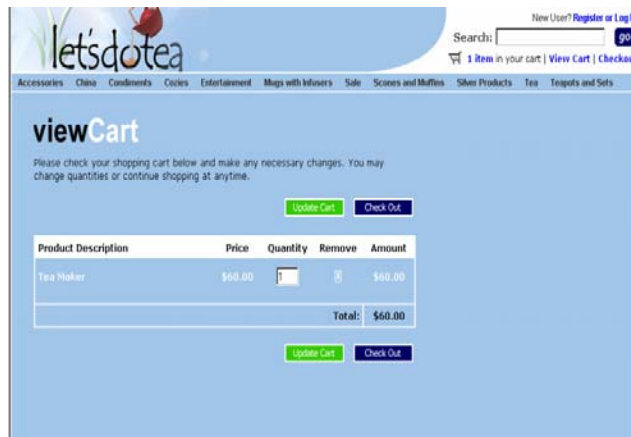 New User? Register or Log
Search: go
1 item in your cart | View Cart | Checkou
let'sdotea
Accessories China Condiments Cozies Entertainment Mugs with Infusers Sale Scones and Muffins Silver Products Tea Teapots and Sets
viewCart
Please check your shopping cart below and make any necessary changes. You may
change quantities or continue shopping at anytime.
Update Cart Check Out
Product Description Price Quantity Remove Amount
Tea Maker $60.00 1 $60.00
Total: $60.00
Update Cart Check Out